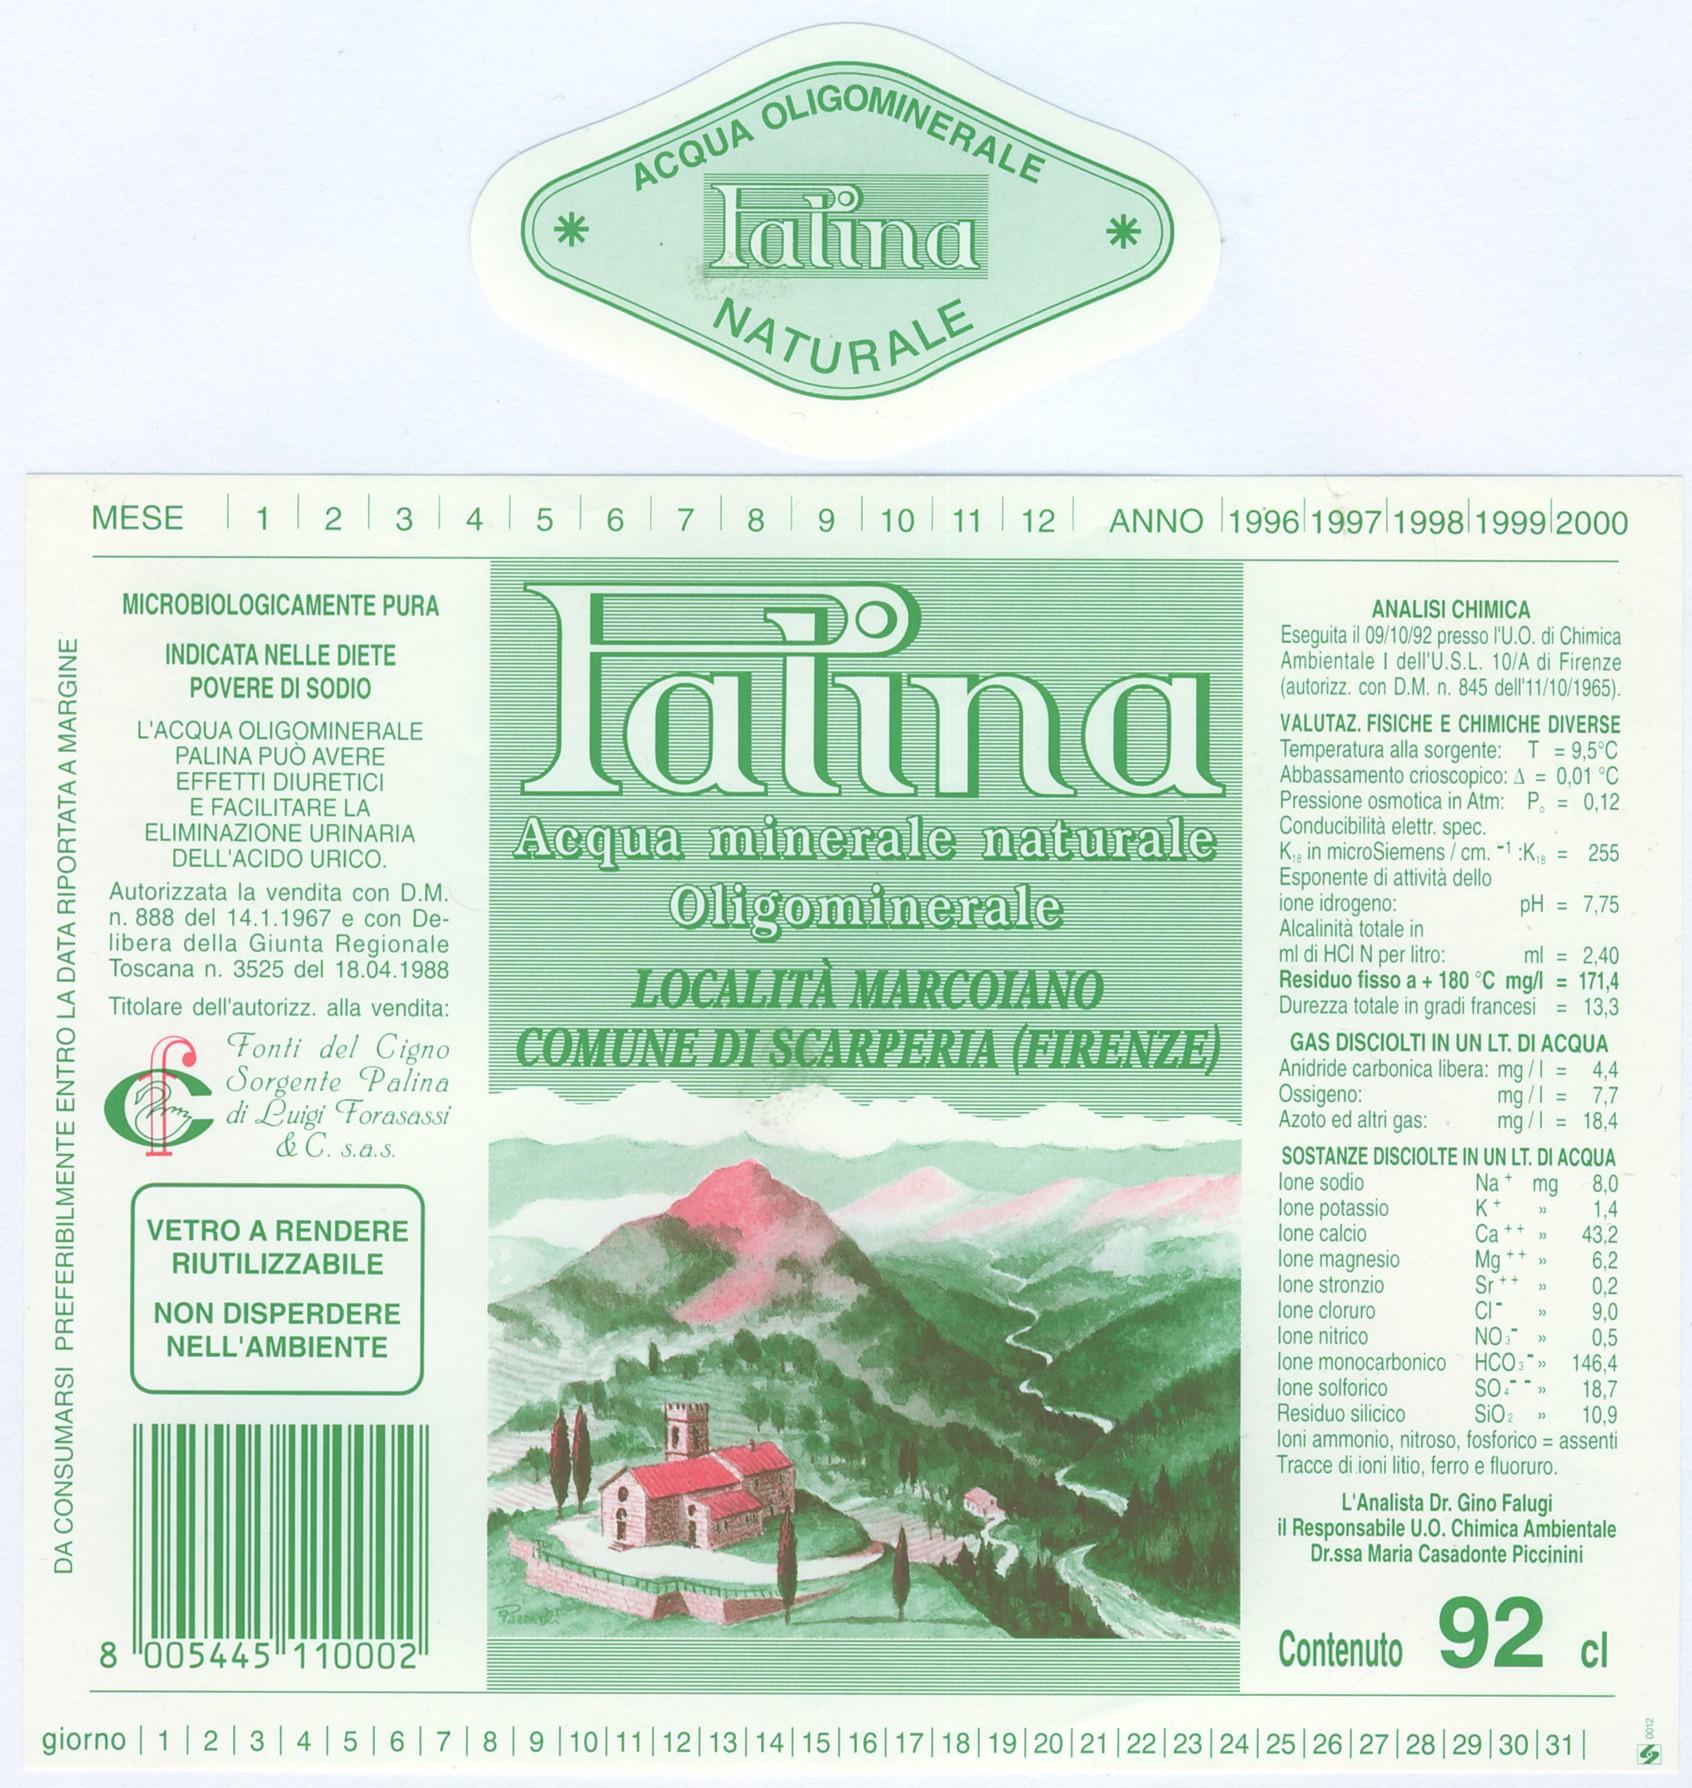 ACQUA OLIGOMINERALE
Palina
NATURALE
MESE | 1 | 2 | 3 | 4 | 5 | 6 | 7 | 8 | 9 | 10 | 11 | 12 | ANNO |1996|1997|1998|1999|2000
DA CONSUMARSI PREFERIBILMENTE ENTRO LA DATA RIPORTATA A MARGINE
MICROBIOLOGICAMENTE PURA
INDICATA NELLE DIETE
POVERE DI SODIO
L'ACQUA OLIGOMINERALE
PALINA PUÒ AVERE
EFFETTI DIURETICI
E FACILITARE LA
ELIMINAZIONE URINARIA
DELL'ACIDO URICO.
Autorizzata la vendita con D.M.
n. 888 del 14.1.1967 e con De-
libera della Giunta Regionale
Toscana n. 3525 del 18.04.1988
Titolare dell'autorizz. alla vendita:
Fonti del Cigno
Sorgente Palina
di Luigi Forasassi
& C. s.a.s.
VETRO A RENDERE
RIUTILIZZABILE
NON DISPERDERE
NELL'AMBIENTE
8 005445 110002
Palina
Acqua minerale naturale
Oligominerale
LOCALITÀ MARCOIANO
COMUNE DI SCARPERIA (FIRENZE)
ANALISI CHIMICA
Eseguita il 09/10/92 presso l'U.O. di Chimica
Ambientale I dell'U.S.L. 10/A di Firenze
(autorizz. con D.M. n. 845 dell'11/10/1965).
VALUTAZ. FISICHE E CHIMICHE DIVERSE
Temperatura alla sorgente: T = 9,5°C
Abbassamento crioscopico: Δ = 0,01 °C
Pressione osmotica in Atm: P₀ = 0,12
Conducibilità elettr. spec.
K₁₈ in microSiemens / cm. ⁻¹ :K₁₈ = 255
Esponente di attività dello
ione idrogeno: pH = 7,75
Alcalinità totale in
ml di HCl N per litro: ml = 2,40
Residuo fisso a + 180 °C mg/l = 171,4
Durezza totale in gradi francesi = 13,3
GAS DISCIOLTI IN UN LT. DI ACQUA
Anidride carbonica libera: mg / l = 4,4
Ossigeno: mg / l = 7,7
Azoto ed altri gas: mg / l = 18,4
SOSTANZE DISCIOLTE IN UN LT. DI ACQUA
Ione sodio Na⁺ mg 8,0
Ione potassio K⁺ » 1,4
Ione calcio Ca⁺⁺ » 43,2
Ione magnesio Mg⁺⁺ » 6,2
Ione stronzio Sr⁺⁺ » 0,2
Ione cloruro Cl⁻ » 9,0
Ione nitrico NO₃⁻ » 0,5
Ione monocarbonico HCO₃⁻ » 146,4
Ione solforico SO₄⁻⁻ » 18,7
Residuo silicico SiO₂ » 10,9
Ioni ammonio, nitroso, fosforico = assenti
Tracce di ioni litio, ferro e fluoruro.
L'Analista Dr. Gino Falugi
il Responsabile U.O. Chimica Ambientale
Dr.ssa Maria Casadonte Piccinini
Contenuto 92 cl
giorno | 1 | 2 | 3 | 4 | 5 | 6 | 7 | 8 | 9 |10|11|12|13|14|15|16|17|18|19|20|21|22|23|24|25|26|27|28|29|30|31|
0012